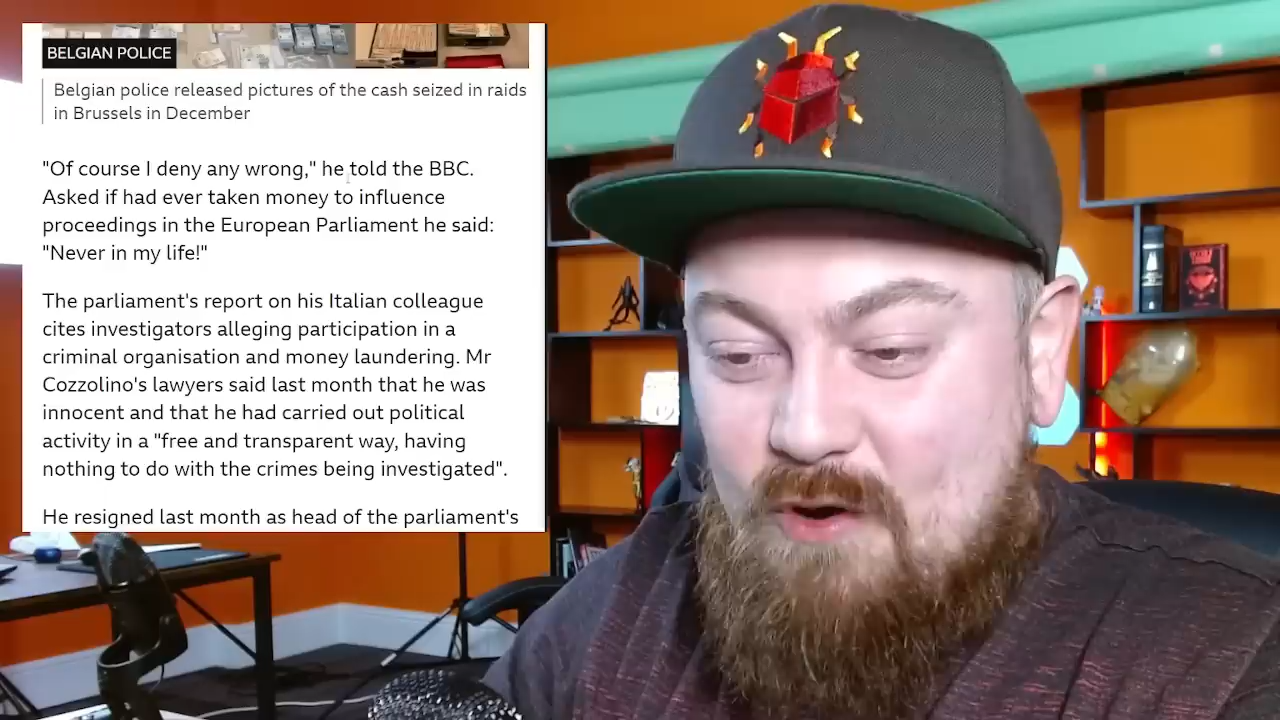 BELGIAN POLICE
Belgian police released pictures of the cash seized in raids
in Brussels in December
"Of course I deny any wrong," he told the BBC.
Asked if had ever taken money to influence
proceedings in the European Parliament he said:
"Never in my life!"
The parliament's report on his Italian colleague
cites investigators alleging participation in a
criminal organisation and money laundering. Mr
Cozzolino's lawyers said last month that he was
innocent and that he had carried out political
activity in a "free and transparent way, having
nothing to do with the crimes being investigated".
He resigned last month as head of the parliament's